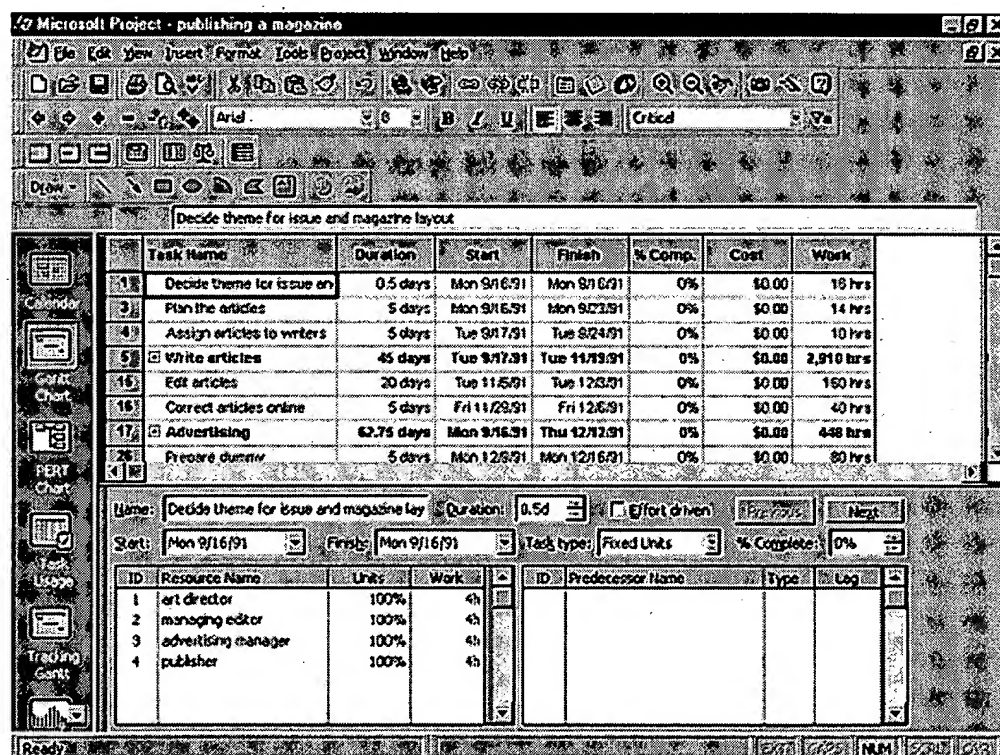 Microsoft Project - publishing a magazine
File Edit View Insert Format Tools Project Window Help
Arial 8 B I U Critical
Draw
Decide theme for issue and magazine layout
Task Name Duration Start Finish % Comp. Cost Work
1 Decide theme for issue an 0.5 days Mon 9/16/91 Mon 9/16/91 0% $0.00 16 hrs
3 Plan the articles 5 days Mon 9/16/91 Mon 9/23/91 0% $0.00 14 hrs
4 Assign articles to writers 5 days Tue 9/17/91 Tue 9/24/91 0% $0.00 10 hrs
5 Write articles 45 days Tue 9/17/91 Tue 11/19/91 0% $0.00 2,910 hrs
Edit articles 20 days Tue 11/5/91 Tue 12/3/91 0% $0.00 160 hrs
16 Correct articles online 5 days Fri 11/29/91 Fri 12/6/91 0% $0.00 40 hrs
17 Advertising 62.75 days Mon 9/16/91 Thu 12/12/91 0% $0.00 448 hrs
26 Prepare dummy 5 days Mon 12/9/91 Mon 12/16/91 0% $0.00 80 hrs
Calendar
Gantt Chart
PERT Chart
Task Usage
Tracking Gantt
Name: Decide theme for issue and magazine lay Duration: 0.5d Effort driven Previous Next
Start: Mon 9/16/91 Finish: Mon 9/16/91 Task type: Fixed Units % Complete: 0%
ID Resource Name Units Work ID Predecessor Name Type Lag
1 art director 100% 4h
2 managing editor 100% 4h
3 advertising manager 100% 4h
4 publisher 100% 4h
Ready EXT CAPS NUM SCRL OVR